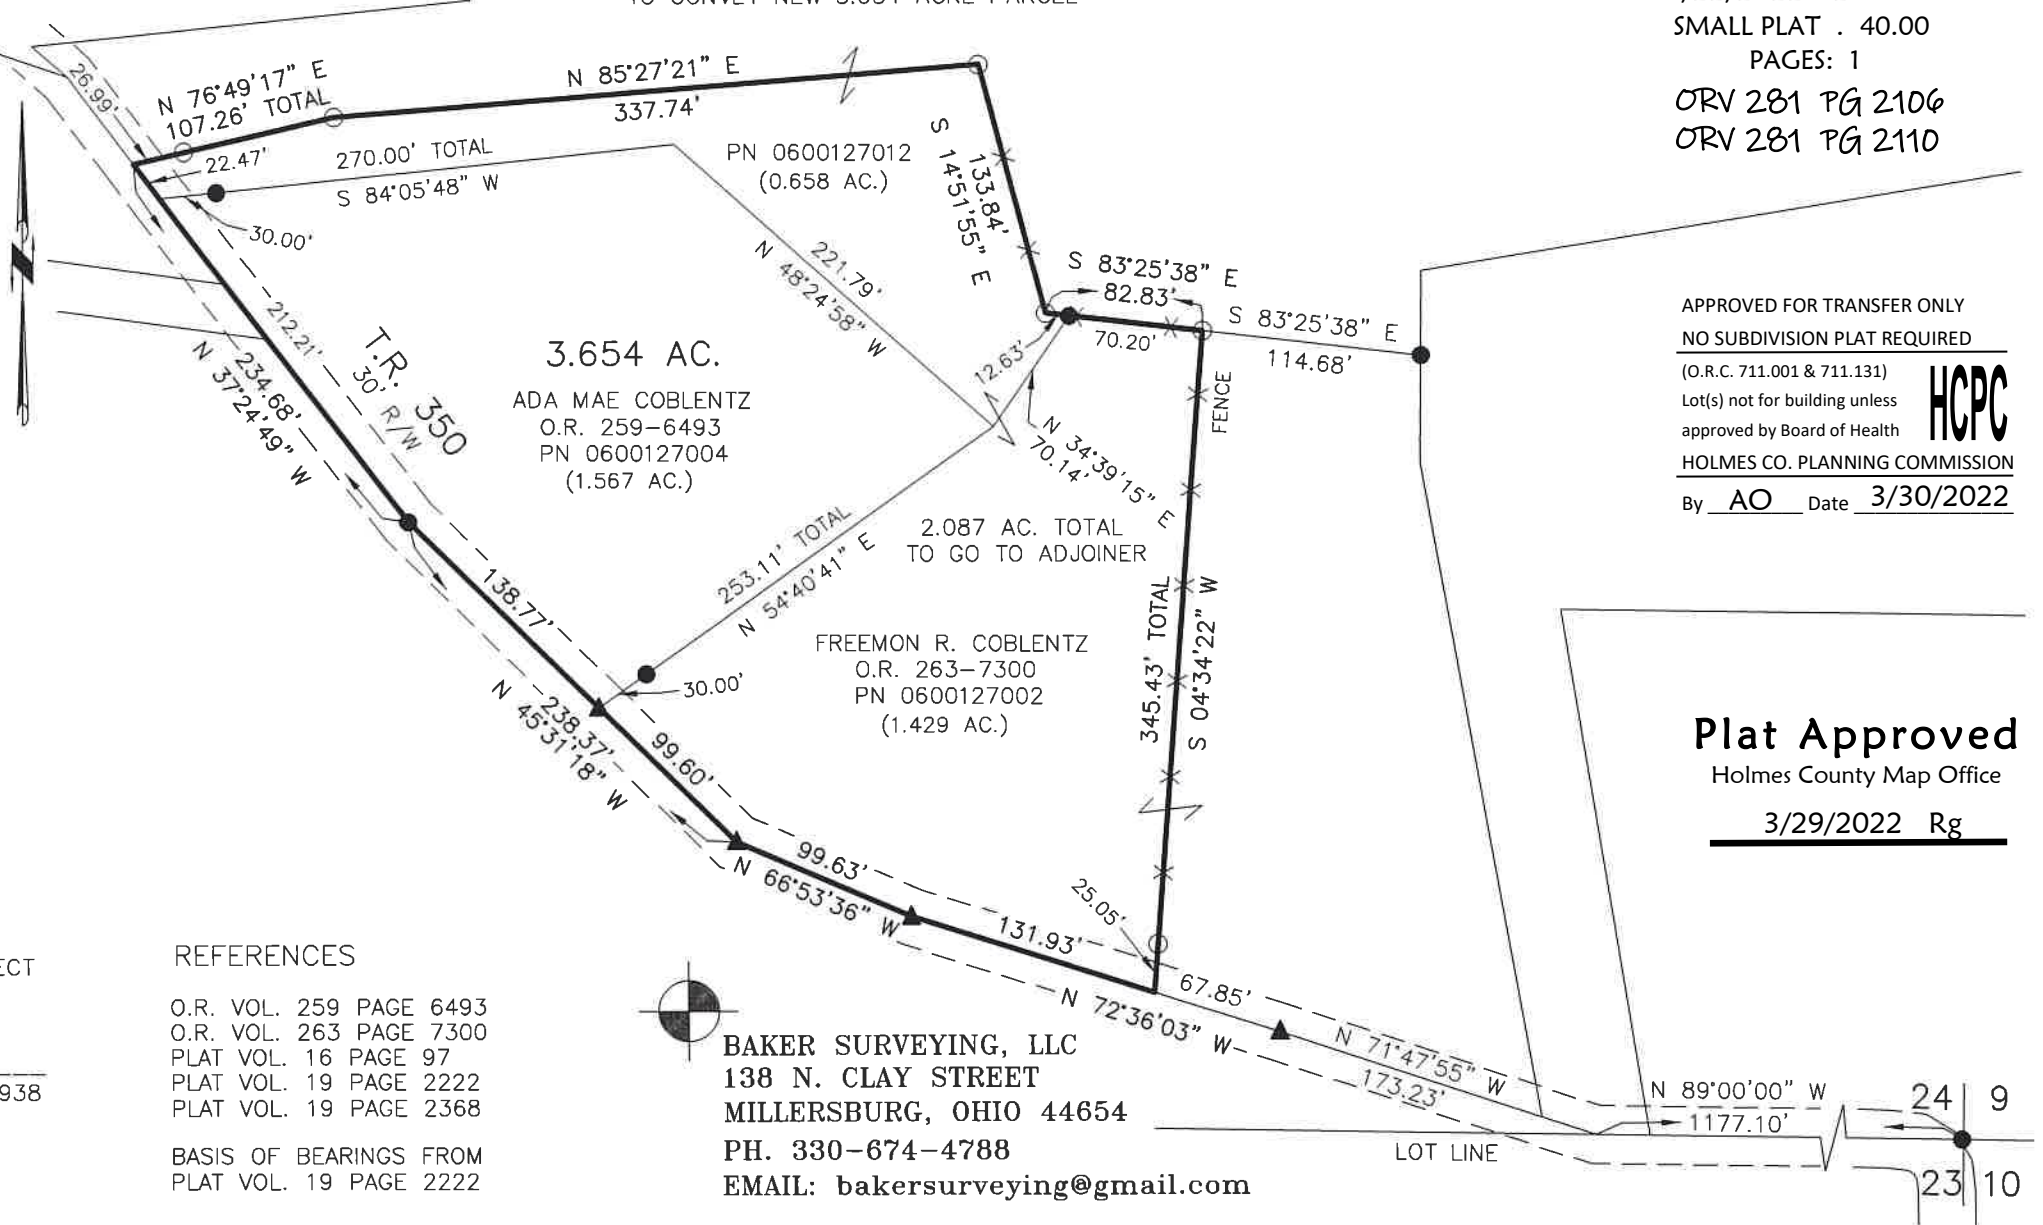 SMALL PLAT . 40.00
PAGES: 1
ORV 281 PG 2106
ORV 281 PG 2110
26.99'
N 76°49'17" E
107.26' TOTAL
22.47'
N 85°27'21" E
337.74'
270.00' TOTAL
S 84°05'48" W
30.00'
PN 0600127012
(0.658 AC.)
133.84'
S 14°51'55" E
221.79'
N 48°24'58" W
S 83°25'38" E
82.83'
70.20'
12.63'
S 83°25'38" E
114.68'
FENCE
N 34°39'15" E
70.14'
212.21'
234.68'
N 37°24'49" W
T.R. 350
30' R/W
3.654 AC.
ADA MAE COBLENTZ
O.R. 259-6493
PN 0600127004
(1.567 AC.)
253.11' TOTAL
N 54°40'41" E
30.00'
2.087 AC. TOTAL
TO GO TO ADJOINER
FREEMON R. COBLENTZ
O.R. 263-7300
PN 0600127002
(1.429 AC.)
345.43' TOTAL
S 04°34'22" W
138.77'
238.37'
N 45°31'18" W
99.60'
99.63'
N 66°53'36" W
131.93'
25.05'
N 72°36'03" W
67.85'
N 71°47'55" W
173.23'
N 89°00'00" W
1177.10'
LOT LINE
24 9
23 10
APPROVED FOR TRANSFER ONLY
NO SUBDIVISION PLAT REQUIRED
(O.R.C. 711.001 & 711.131)
Lot(s) not for building unless
approved by Board of Health
HCPC
HOLMES CO. PLANNING COMMISSION
By AO Date 3/30/2022
Plat Approved
Holmes County Map Office
3/29/2022 Rg
ECT
938
REFERENCES
O.R. VOL. 259 PAGE 6493
O.R. VOL. 263 PAGE 7300
PLAT VOL. 16 PAGE 97
PLAT VOL. 19 PAGE 2222
PLAT VOL. 19 PAGE 2368
BASIS OF BEARINGS FROM
PLAT VOL. 19 PAGE 2222
BAKER SURVEYING, LLC
138 N. CLAY STREET
MILLERSBURG, OHIO 44654
PH. 330-674-4788
EMAIL: bakersurveying@gmail.com